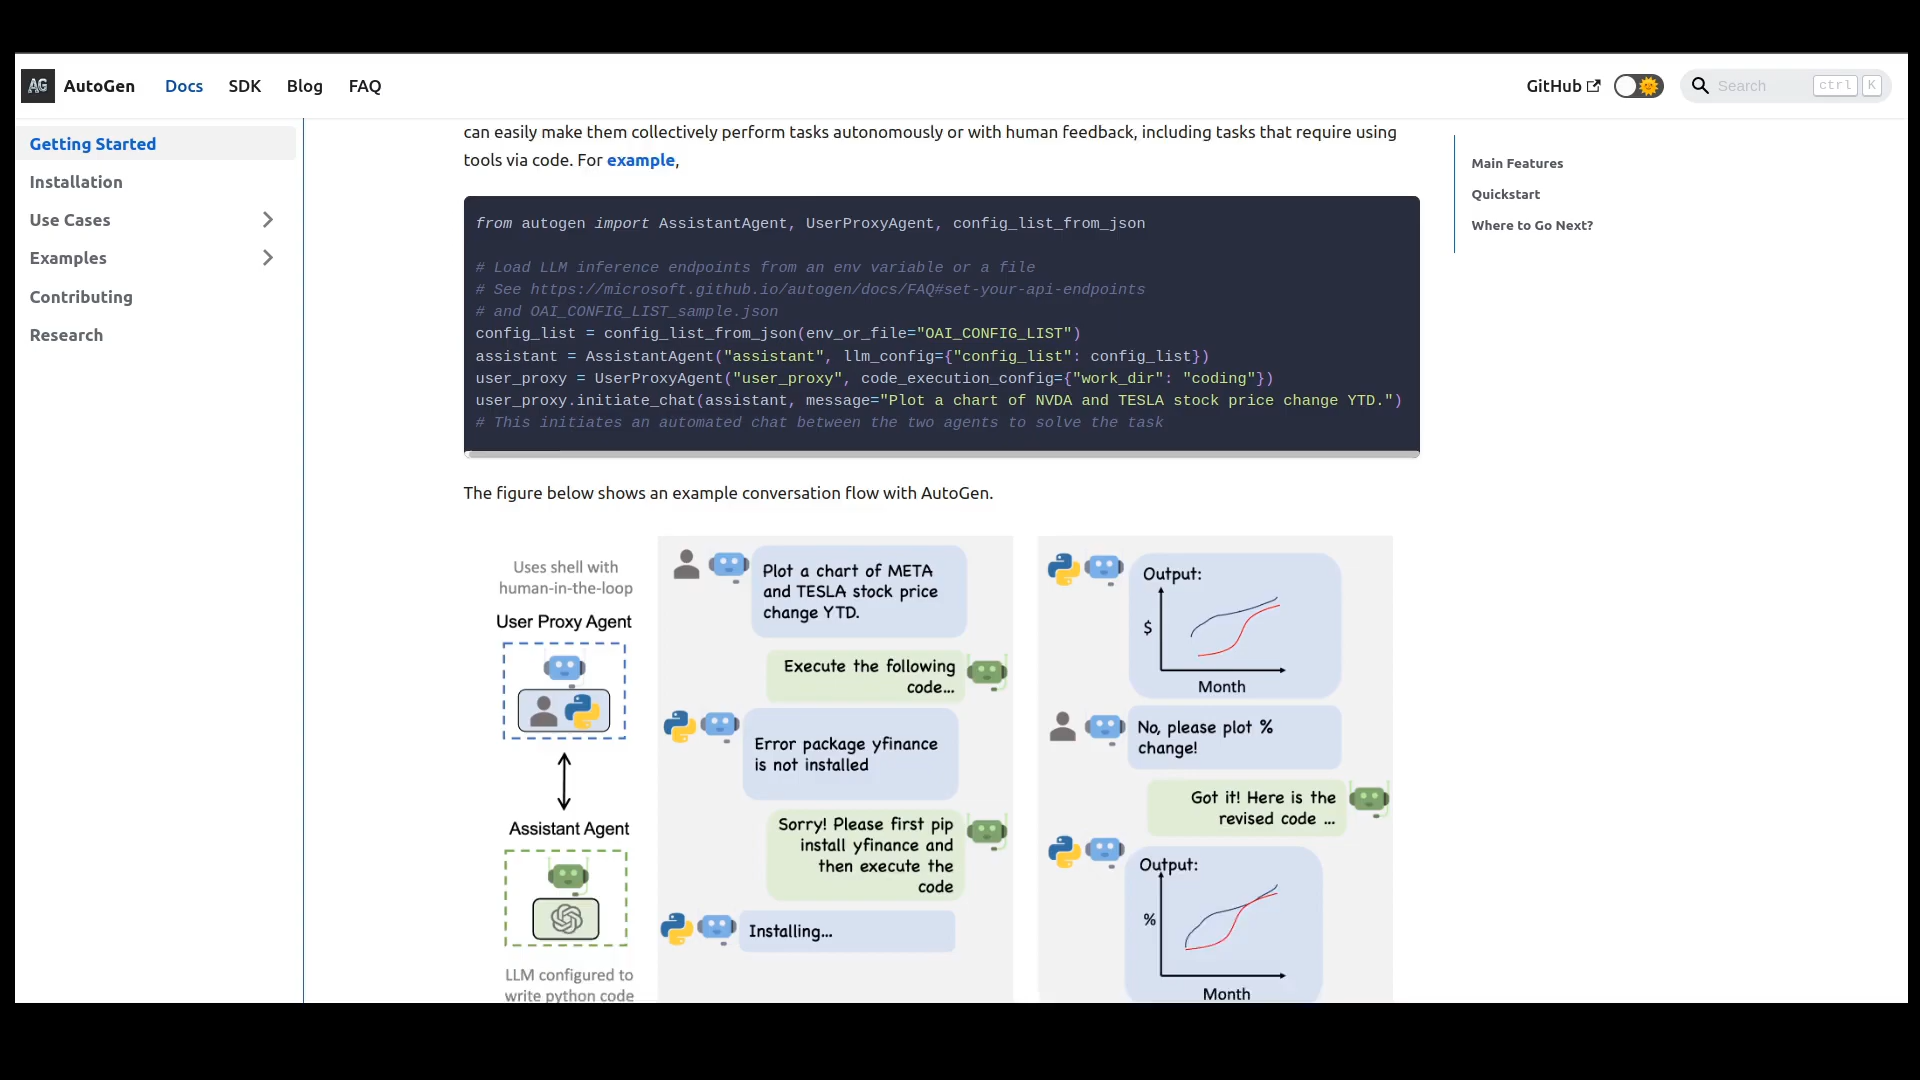 AG AutoGen Docs SDK Blog FAQ GitHub Search ctrl K
Getting Started
Installation
Use Cases
Examples
Contributing
Research
can easily make them collectively perform tasks autonomously or with human feedback, including tasks that require using
tools via code. For example,
from autogen import AssistantAgent, UserProxyAgent, config_list_from_json
# Load LLM inference endpoints from an env variable or a file
# See https://microsoft.github.io/autogen/docs/FAQ#set-your-api-endpoints
# and OAI_CONFIG_LIST_sample.json
config_list = config_list_from_json(env_or_file="OAI_CONFIG_LIST")
assistant = AssistantAgent("assistant", llm_config={"config_list": config_list})
user_proxy = UserProxyAgent("user_proxy", code_execution_config={"work_dir": "coding"})
user_proxy.initiate_chat(assistant, message="Plot a chart of NVDA and TESLA stock price change YTD.")
# This initiates an automated chat between the two agents to solve the task
The figure below shows an example conversation flow with AutoGen.
Uses shell with
human-in-the-loop
User Proxy Agent
Assistant Agent
LLM configured to
write python code
Plot a chart of META
and TESLA stock price
change YTD.
Execute the following
code...
Error package yfinance
is not installed
Sorry! Please first pip
install yfinance and
then execute the
code
Installing...
Output:
$
Month
No, please plot %
change!
Got it! Here is the
revised code ...
Output:
%
Month
Main Features
Quickstart
Where to Go Next?